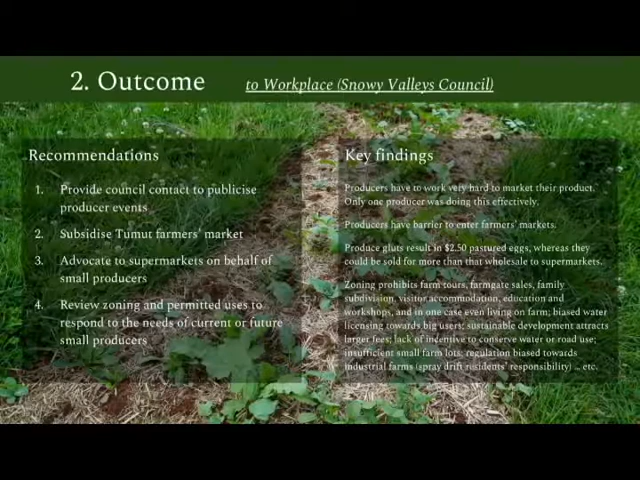 2. Outcome to Workplace (Snowy Valleys Council)
Recommendations
1. Provide council contact to publicise
producer events
2. Subsidise Tumut farmers' market
3. Advocate to supermarkets on behalf of
small producers
4. Review zoning and permitted uses to
respond to the needs of current or future
small producers
Key findings
Producers have to work very hard to market their product.
Only one producer was doing this effectively.
Producers have barrier to enter farmers' markets.
Produce gluts result in $2.50 pastured eggs, whereas they
could be sold for more than that wholesale to supermarkets.
Zoning prohibits farm tours, farmgate sales, family
subdivision, visitor accommodation, education and
workshops, and in one case even living on farm; biased water
licensing towards big users; sustainable development attracts
larger fees; lack of incentive to conserve water or road use;
insufficient small farm lots; regulation biased towards
industrial farms (spray drift residents' responsibility) ... etc.